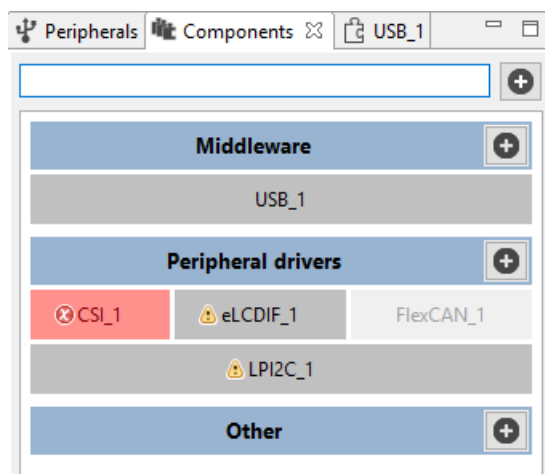 Peripherals Components USB_1
Middleware
USB_1
Peripheral drivers
CSI_1 eLCDIF_1 FlexCAN_1
LPI2C_1
Other